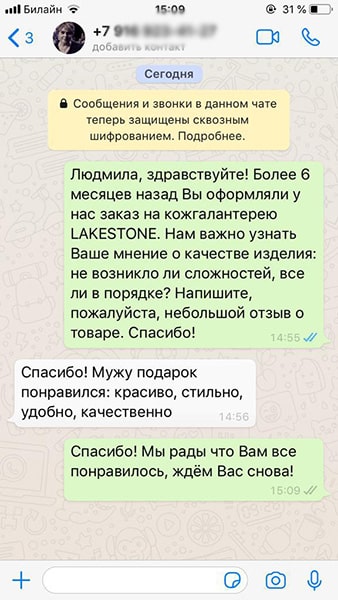 Билайн 15:09 31 %
3 +7
добавить контакт
Сегодня
Сообщения и звонки в данном чате
теперь защищены сквозным
шифрованием. Подробнее.
Людмила, здравствуйте! Более 6
месяцев назад Вы оформляли у
нас заказ на кожгалантерею
LAKESTONE. Нам важно узнать
Ваше мнение о качестве изделия:
не возникло ли сложностей, все
ли в порядке? Напишите,
пожалуйста, небольшой отзыв о
товаре. Спасибо!
14:55
Спасибо! Мужу подарок
понравился: красиво, стильно,
удобно, качественно
14:56
Спасибо! Мы рады что Вам все
понравилось, ждём Вас снова!
15:09